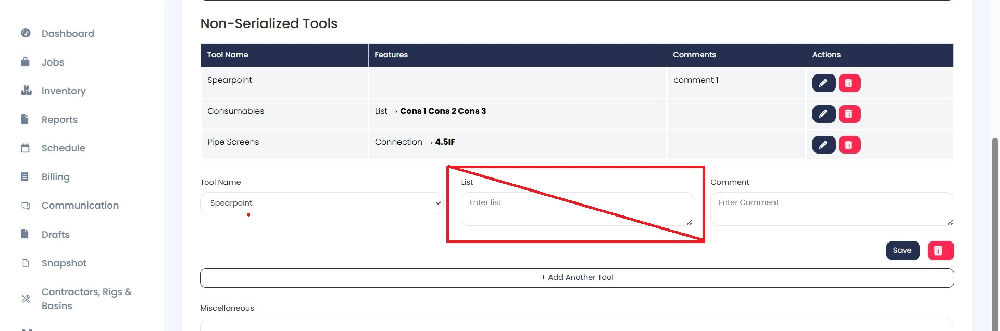 Dashboard
Jobs
Inventory
Reports
Schedule
Billing
Communication
Drafts
Snapshot
Contractors, Rigs &
Basins
Non-Serialized Tools
Tool Name Features Comments Actions
Spearpoint comment 1
Consumables List → Cons 1 Cons 2 Cons 3
Pipe Screens Connection → 4.5IF
Tool Name List Comment
Spearpoint Enter list Enter Comment
Save
+ Add Another Tool
Miscellaneous